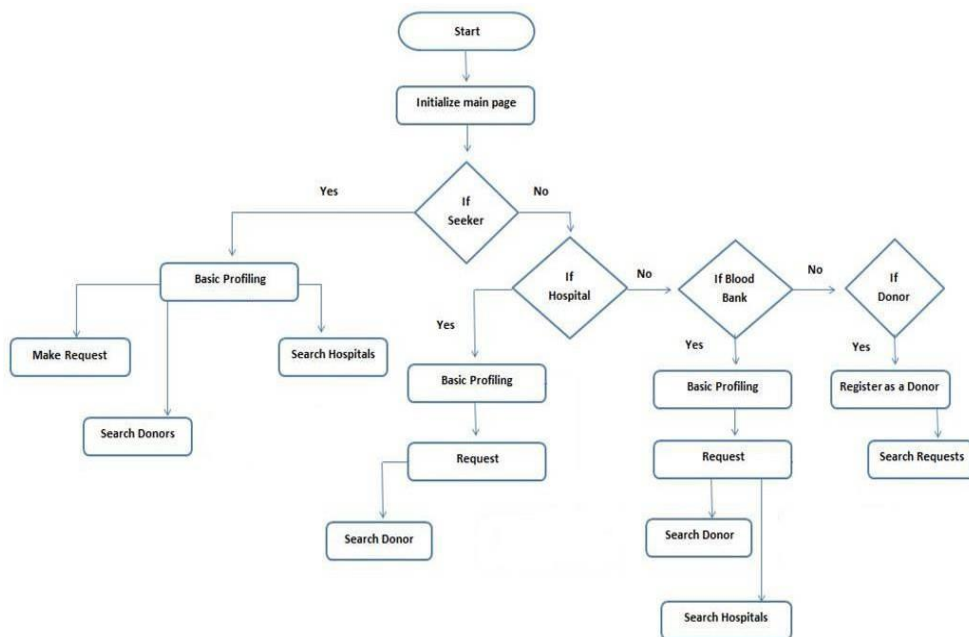 Start
Initialize main page
Yes
No
If
Seeker
Basic Profiling
If
Hospital
No
If Blood
Bank
No
If
Donor
Make Request
Search Hospitals
Yes
Yes
Yes
Basic Profiling
Basic Profiling
Register as a Donor
Search Donors
Request
Request
Search Requests
Search Donor
Search Donor
Search Hospitals